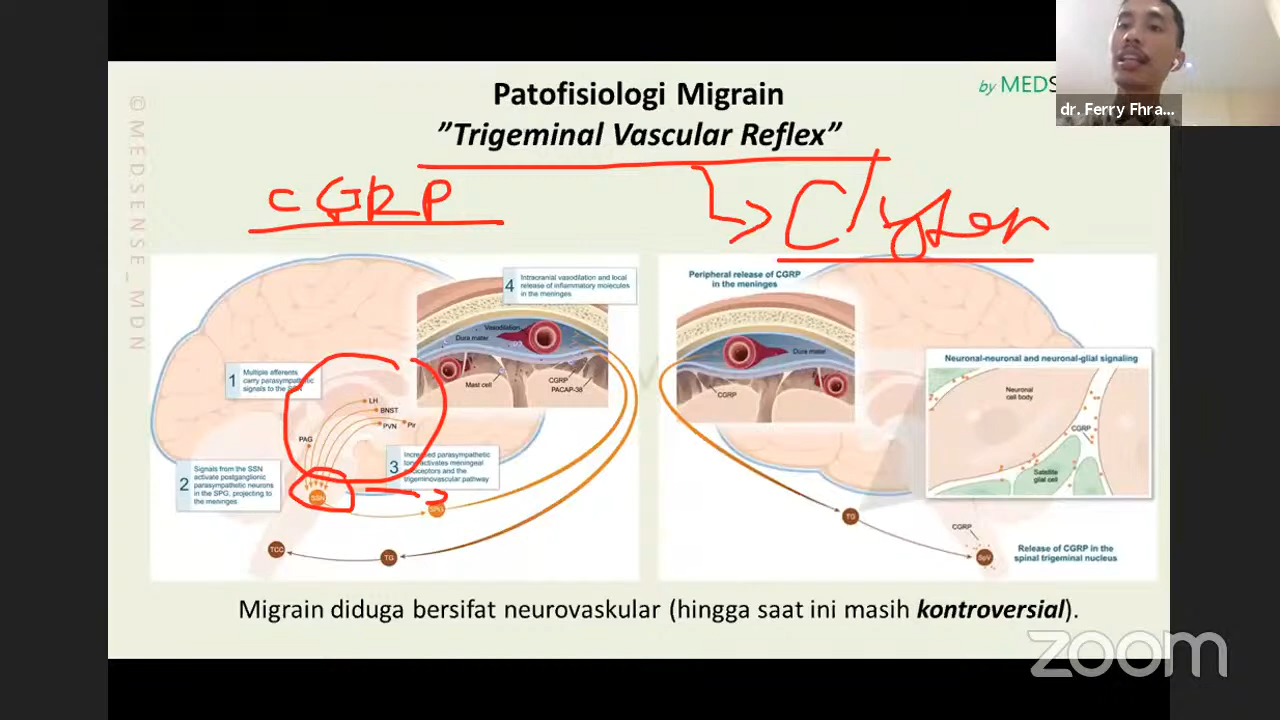 Patofisiologi Migrain
”Trigeminal Vascular Reflex”
by MEDS
dr. Ferry Fhra...
©MEDSENSE_MDN
CGRP
4
Intracranial vasodilation and local
release of inflammatory molecules
in the meninges
Vasodilation
Dura mater
Mast cell
CGRP
PACAP-38
1
Multiple afferents
carry parasympathetic
signals to the SSN
LH
BNST
PVN
Pir
PAG
2
Signals from the SSN
activate postganglionic
parasympathetic neurons
in the SPG, projecting to
the meninges
3
Increased parasympathetic
tone activates meningeal
nociceptors and the
trigeminovascular pathway
SSN
SPG
TCC
TG
Peripheral release of CGRP
in the meninges
Dura mater
CGRP
Neuronal-neuronal and neuronal-glial signaling
Neuronal
cell body
CGRP
Satellite
glial cell
TG
CGRP
SpV
Release of CGRP in the
spinal trigeminal nucleus
Migrain diduga bersifat neurovaskular (hingga saat ini masih kontroversial).
zoom